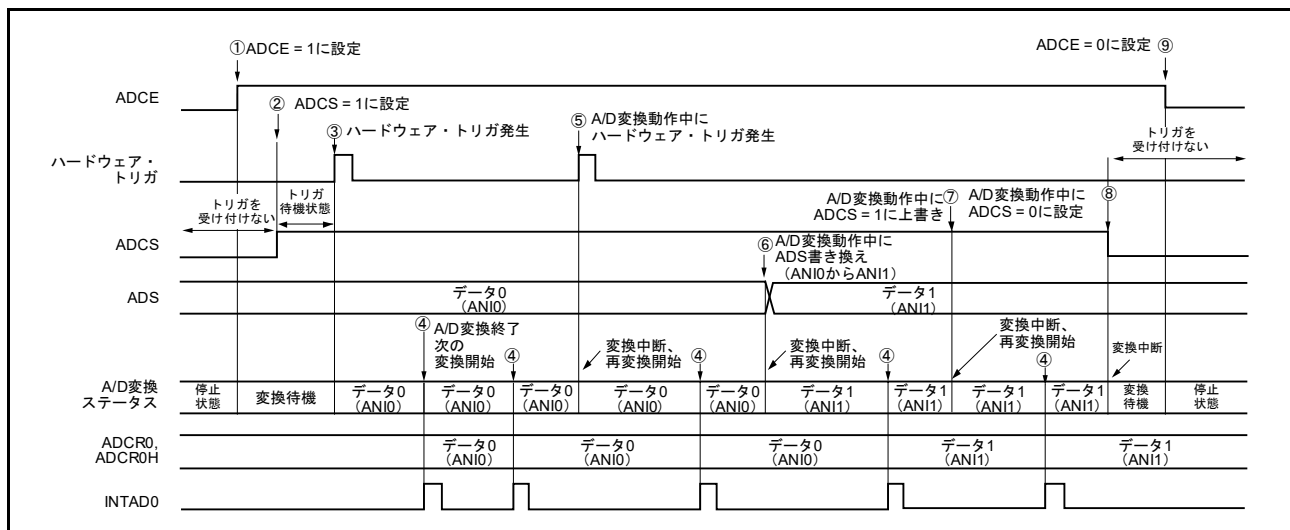 ①ADCE = 1に設定
ADCE = 0に設定 ⑨
ADCE
② ADCS = 1に設定
③ハードウェア・トリガ発生
⑤A/D変換動作中に
ハードウェア・トリガ発生
ハードウェア・
トリガ
トリガを
受け付けない
トリガを
受け付けない
トリガ
待機状態
A/D変換動作中に⑦
ADCS = 1に上書き
A/D変換動作中に
ADCS = 0に設定
⑧
ADCS
⑥A/D変換動作中に
ADS書き換え
（ANI0からANI1）
ADS
データ0
（ANI0）
データ1
（ANI1）
④A/D変換終了
次の
変換開始
④
変換中断、
再変換開始
④
変換中断、
再変換開始
④
変換中断、
再変換開始
④
変換中断
A/D変換
ステータス
停止
状態
変換待機
データ0
（ANI0）
データ0
（ANI0）
データ0
（ANI0）
データ0
（ANI0）
データ0
（ANI0）
データ1
（ANI1）
データ1
（ANI1）
データ1
（ANI1）
データ1
（ANI1）
変換
待機
停止
状態
ADCR0,
ADCR0H
データ0
（ANI0）
データ0
（ANI0）
データ0
（ANI0）
データ1
（ANI1）
データ1
（ANI1）
INTAD0